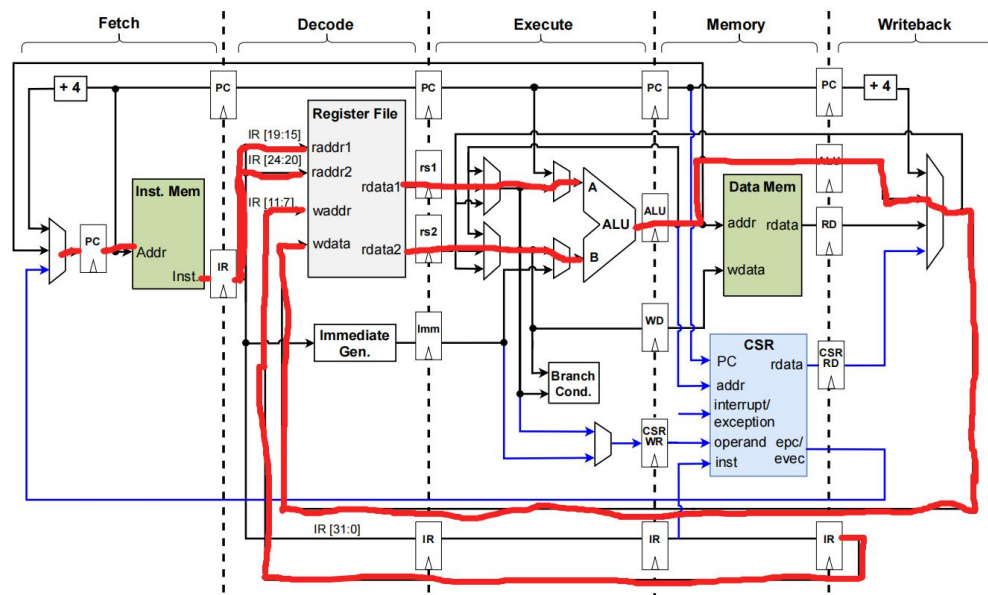 Fetch
Decode
Execute
Memory
Writeback
+ 4
PC
PC
PC
PC
+ 4
Register File
IR [19:15]
raddr1
IR [24:20]
raddr2
rs1
rdata1
IR [11:7]
waddr
wdata
rdata2
rs2
Inst. Mem
Addr
Inst.
PC
IR
A
B
ALU
ALU
ALU
Data Mem
addr
rdata
wdata
RD
WD
Immediate
Gen.
Imm
Branch
Cond.
CSR
PC
rdata
addr
interrupt/
exception
operand
epc/
evec
inst
CSR
RD
CSR
WR
IR [31:0]
IR
IR
IR